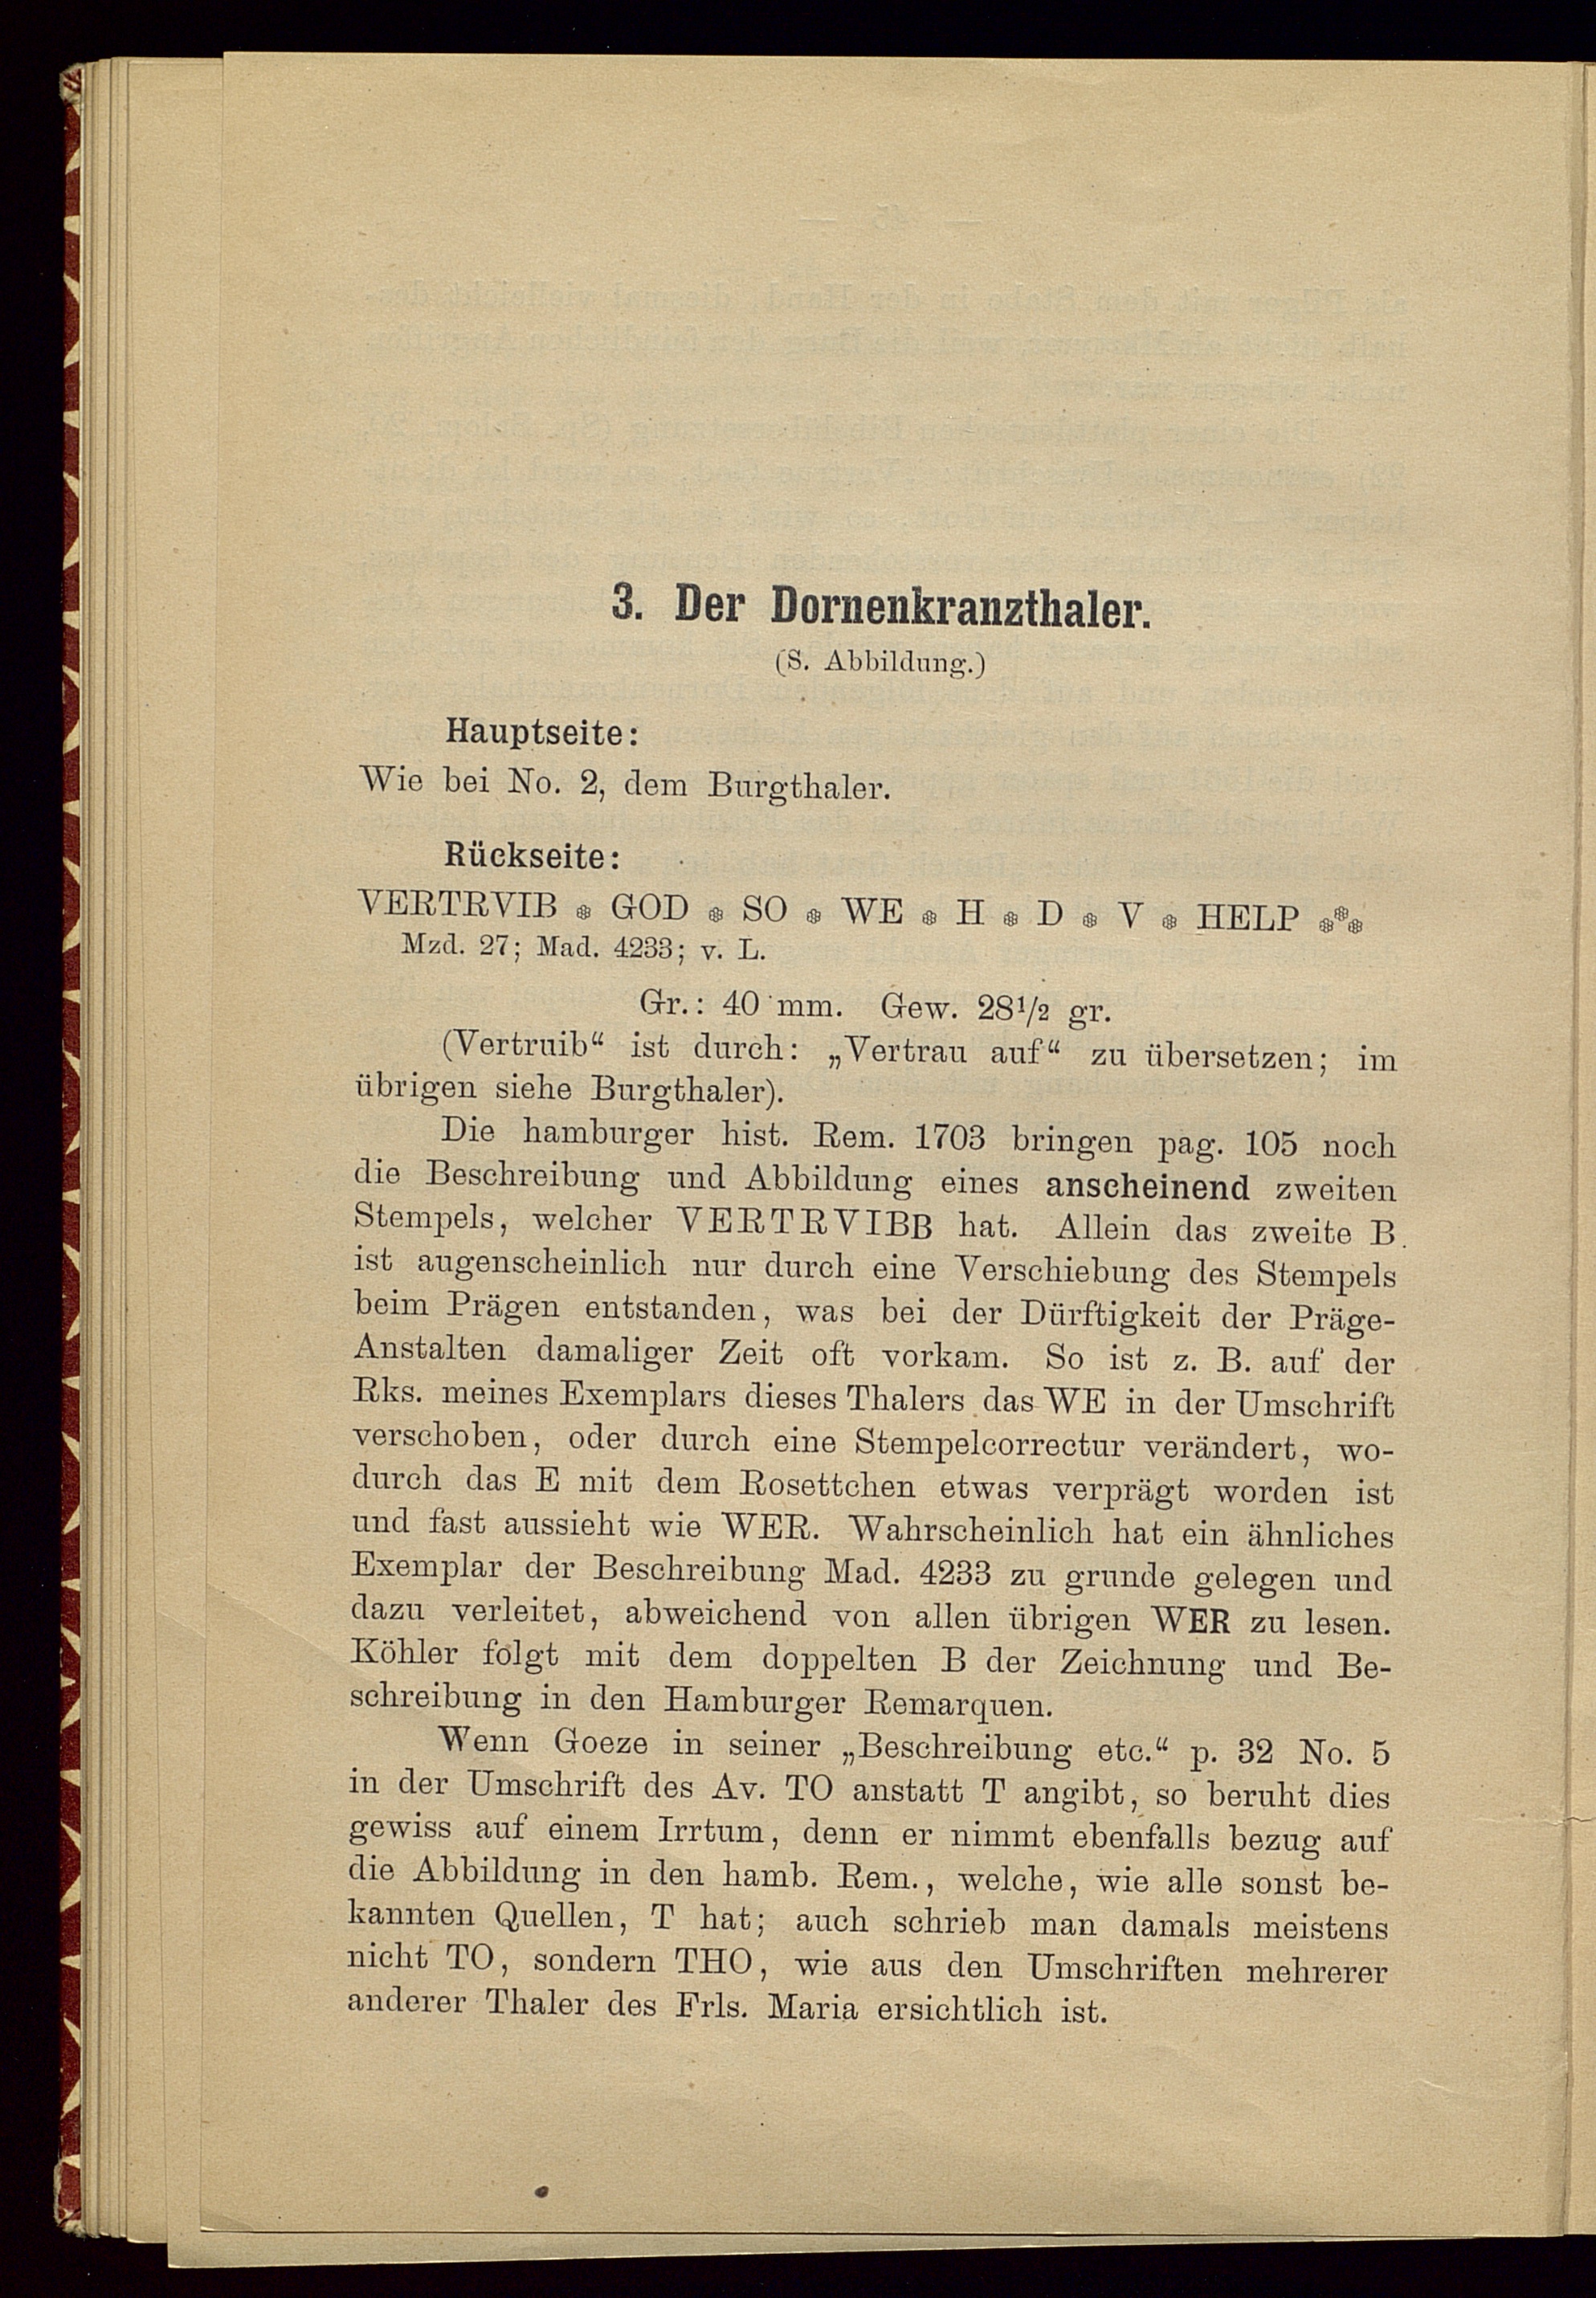 3. Der Dornenkranzthaler.
(S. Abbildung.)
Hauptseite:
Wie bei No. 2, dem Burgthaler.
Rückseite:
VERTRVIB ❁ GOD ❁ SO ❁ WE ❁ H ❁ D ❁ V ❁ HELP ❁❁❁
Mzd. 27; Mad. 4233; v. L.
Gr.: 40 mm. Gew. 28½ gr.
(Vertruib“ ist durch: „Vertrau auf“ zu übersetzen; im
übrigen siehe Burgthaler).
Die hamburger hist. Rem. 1703 bringen pag. 105 noch
die Beschreibung und Abbildung eines anscheinend zweiten
Stempels, welcher VERTRVIBB hat. Allein das zweite B
ist augenscheinlich nur durch eine Verschiebung des Stempels
beim Prägen entstanden, was bei der Dürftigkeit der Präge-
Anstalten damaliger Zeit oft vorkam. So ist z. B. auf der
Rks. meines Exemplars dieses Thalers das WE in der Umschrift
verschoben, oder durch eine Stempelcorrectur verändert, wo-
durch das E mit dem Rosettchen etwas verprägt worden ist
und fast aussieht wie WER. Wahrscheinlich hat ein ähnliches
Exemplar der Beschreibung Mad. 4233 zu grunde gelegen und
dazu verleitet, abweichend von allen übrigen WER zu lesen.
Köhler folgt mit dem doppelten B der Zeichnung und Be-
schreibung in den Hamburger Remarquen.
Wenn Goeze in seiner „Beschreibung etc.“ p. 32 No. 5
in der Umschrift des Av. TO anstatt T angibt, so beruht dies
gewiss auf einem Irrtum, denn er nimmt ebenfalls bezug auf
die Abbildung in den hamb. Rem., welche, wie alle sonst be-
kannten Quellen, T hat; auch schrieb man damals meistens
nicht TO, sondern THO, wie aus den Umschriften mehrerer
anderer Thaler des Frls. Maria ersichtlich ist.